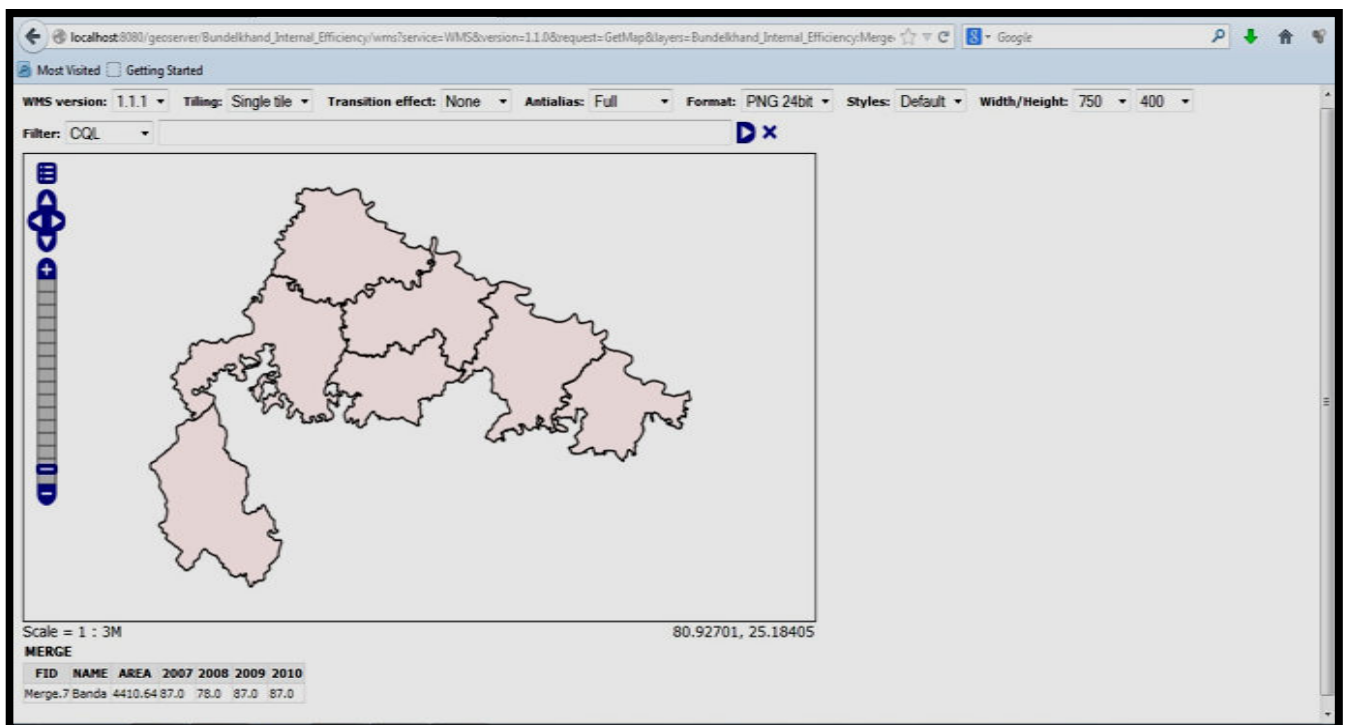 localhost:8080/geoserver/Bundelkhand_Internal_Efficiency/wms?service=WMS&version=1.1.0&request=GetMap&layers=Bundelkhand_Internal_Efficiency:Merge Google
Most Visited Getting Started
WMS version: 1.1.1 Tiling: Single tile Transition effect: None Antialias: Full Format: PNG 24bit Styles: Default Width/Height: 750 400
Filter: CQL
Scale = 1 : 3M 80.92701, 25.18405
MERGE
FID NAME AREA 2007 2008 2009 2010
Merge.7 Banda 4410.64 87.0 78.0 87.0 87.0